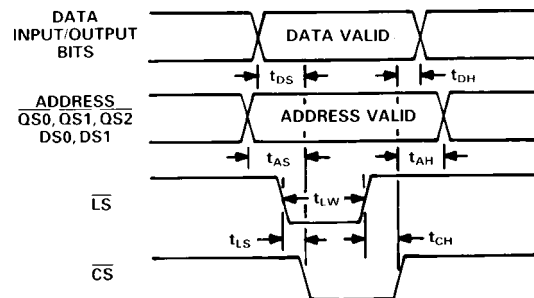 DATA
INPUT/OUTPUT
BITS
DATA VALID
tDS
tDH
ADDRESS
QS0, QS1, QS2
DS0, DS1
ADDRESS VALID
tAS
tAH
LS
tLW
tLS
tCH
CS